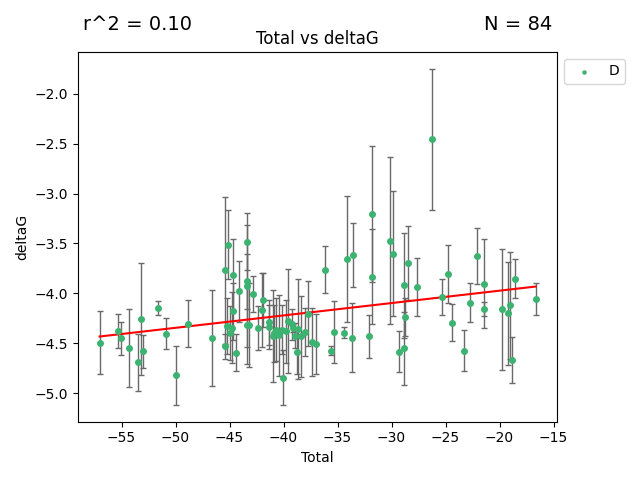 r^2 = 0.10
N = 84
Total vs deltaG
D
deltaG
−2.0
−2.5
−3.0
−3.5
−4.0
−4.5
−5.0
−55 −50 −45 −40 −35 −30 −25 −20 −15
Total